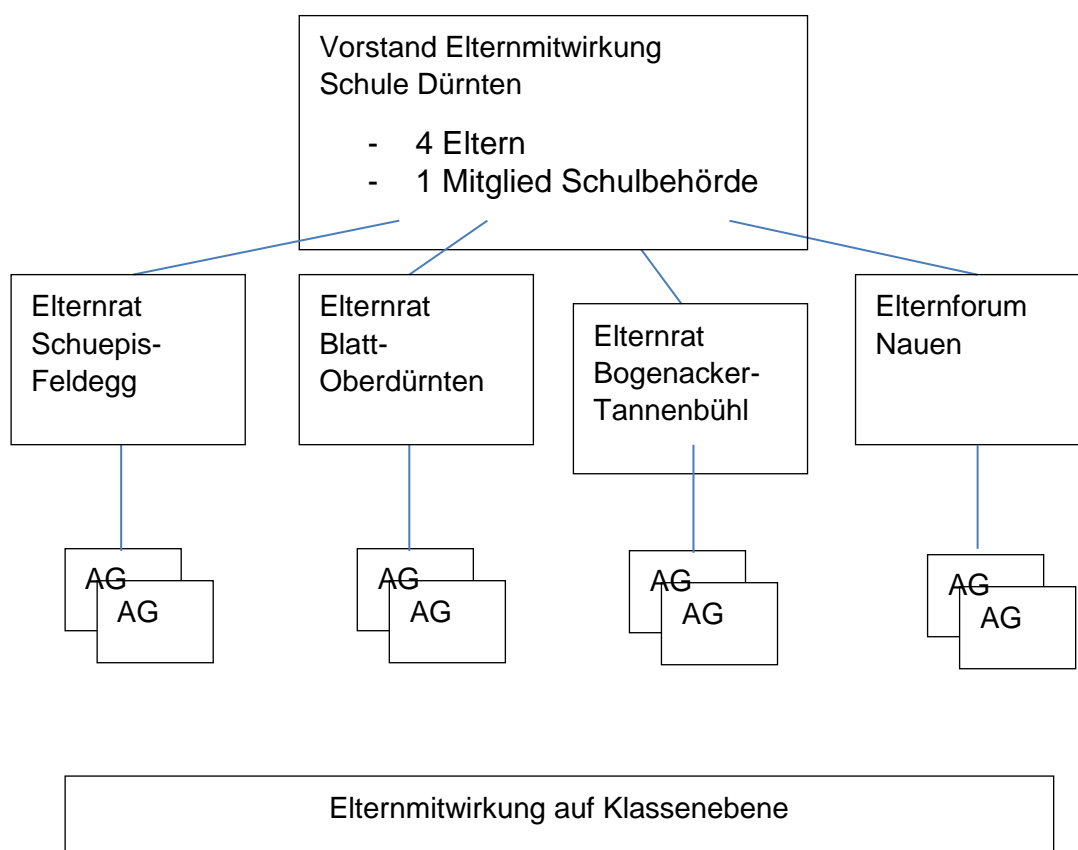 Vorstand Elternmitwirkung
Schule Dürnten
- 4 Eltern
- 1 Mitglied Schulbehörde
Elternrat
Schuepis-
Feldegg
Elternrat
Blatt-
Oberdürnten
Elternrat
Bogenacker-
Tannenbühl
Elternforum
Nauen
AG
AG
AG
AG
AG
AG
AG
AG
Elternmitwirkung auf Klassenebene